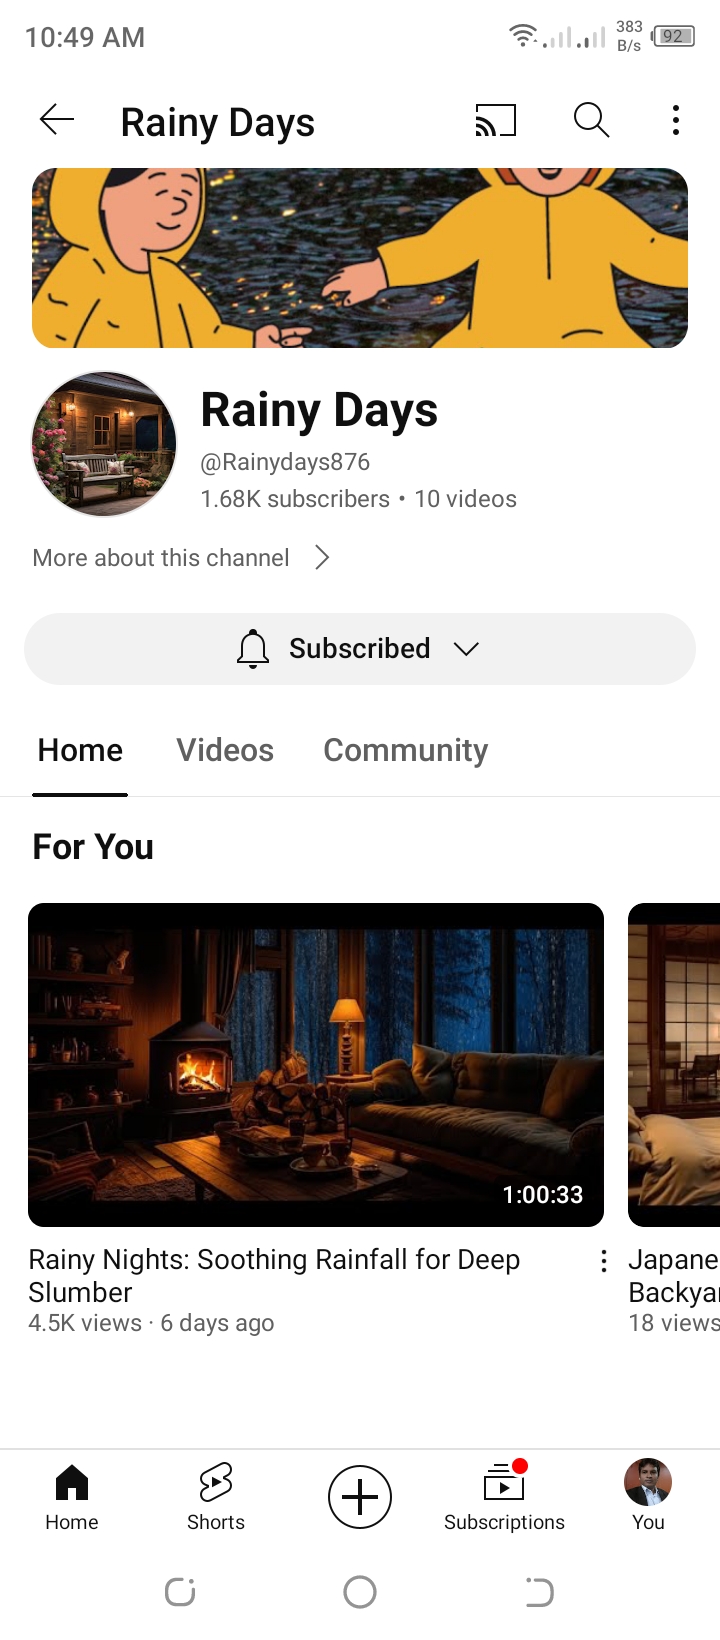 10:49 AM
383 B/s
92
Rainy Days
Rainy Days
@Rainydays876
1.68K subscribers • 10 videos
More about this channel
Subscribed
Home Videos Community
For You
1:00:33
Rainy Nights: Soothing Rainfall for Deep
Slumber
4.5K views · 6 days ago
Japane
Backya
18 views
Home Shorts Subscriptions You